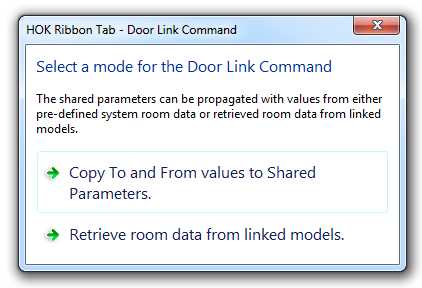 HOK Ribbon Tab - Door Link Command
Select a mode for the Door Link Command
The shared parameters can be propagated with values from either
pre-defined system room data or retrieved room data from linked
models.
Copy To and From values to Shared
Parameters.
Retrieve room data from linked models.